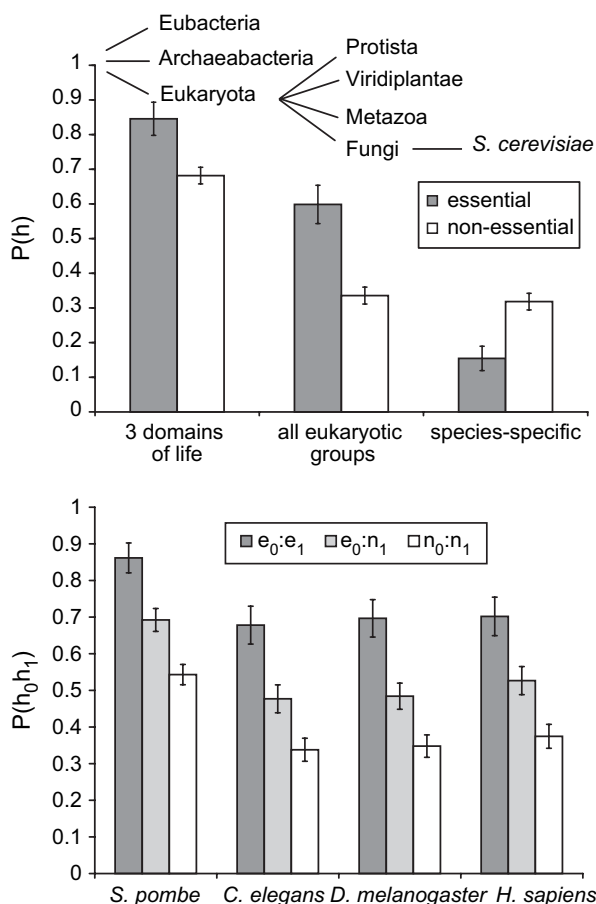 Eubacteria
Archaeabacteria
Eukaryota
Protista
Viridiplantae
Metazoa
Fungi
S. cerevisiae
P(h)
1
0.9
0.8
0.7
0.6
0.5
0.4
0.3
0.2
0.1
0
essential
non-essential
3 domains
of life
all eukaryotic
groups
species-specific
P(h₀h₁)
1
0.9
0.8
0.7
0.6
0.5
0.4
0.3
0.2
0.1
0
e₀:e₁ e₀:n₁ n₀:n₁
S. pombe C. elegans D. melanogaster H. sapiens